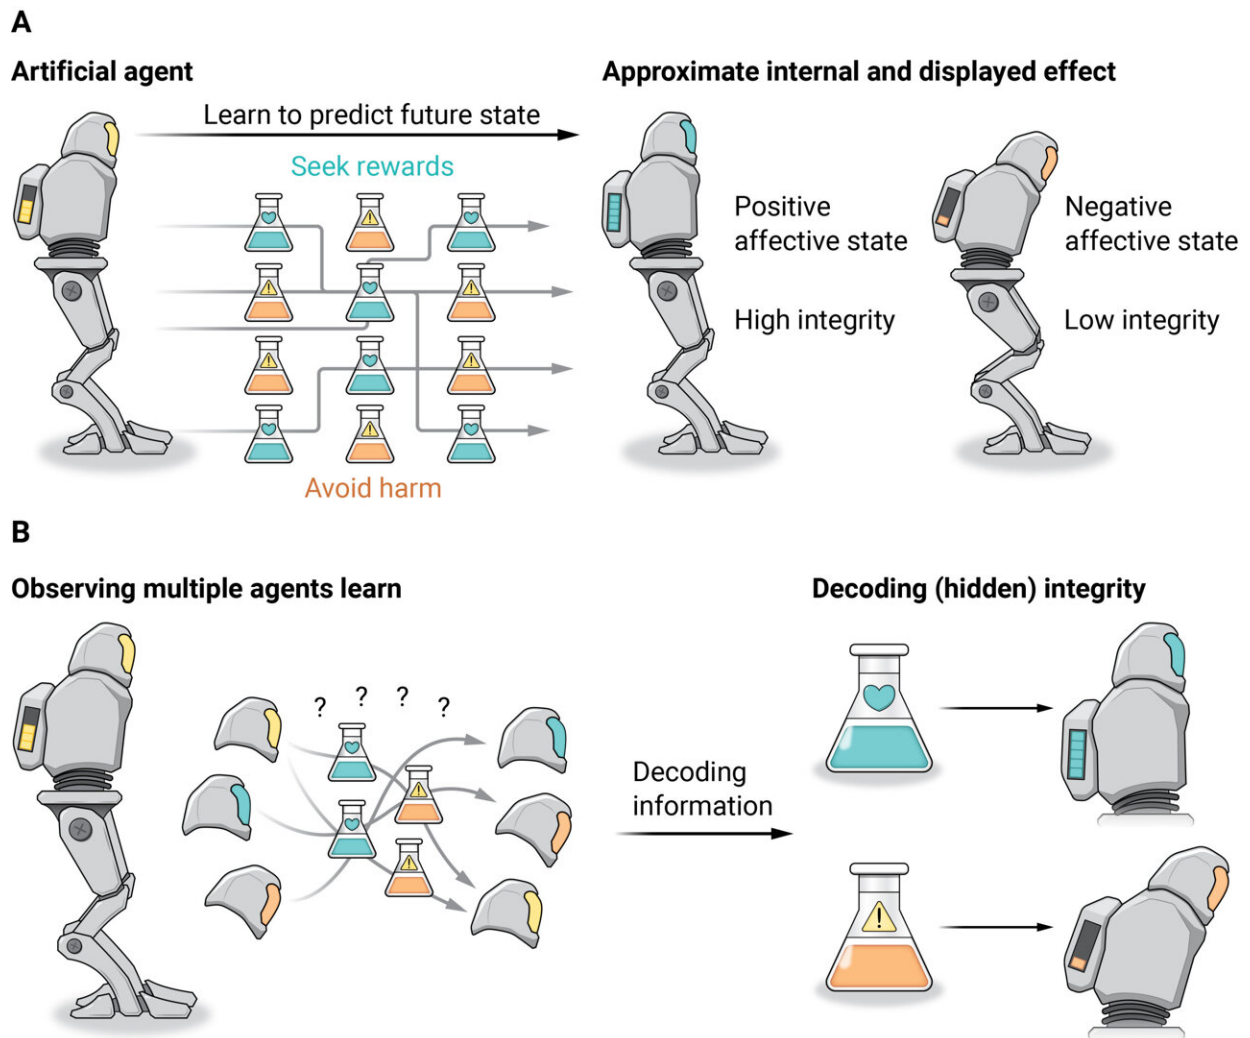 A
Artificial agent
Approximate internal and displayed effect
Learn to predict future state
Seek rewards
Positive
affective state
High integrity
Negative
affective state
Low integrity
!
!
!
!
!
!
Avoid harm
B
Observing multiple agents learn
Decoding (hidden) integrity
? ? ? ?
!
!
Decoding
information
!